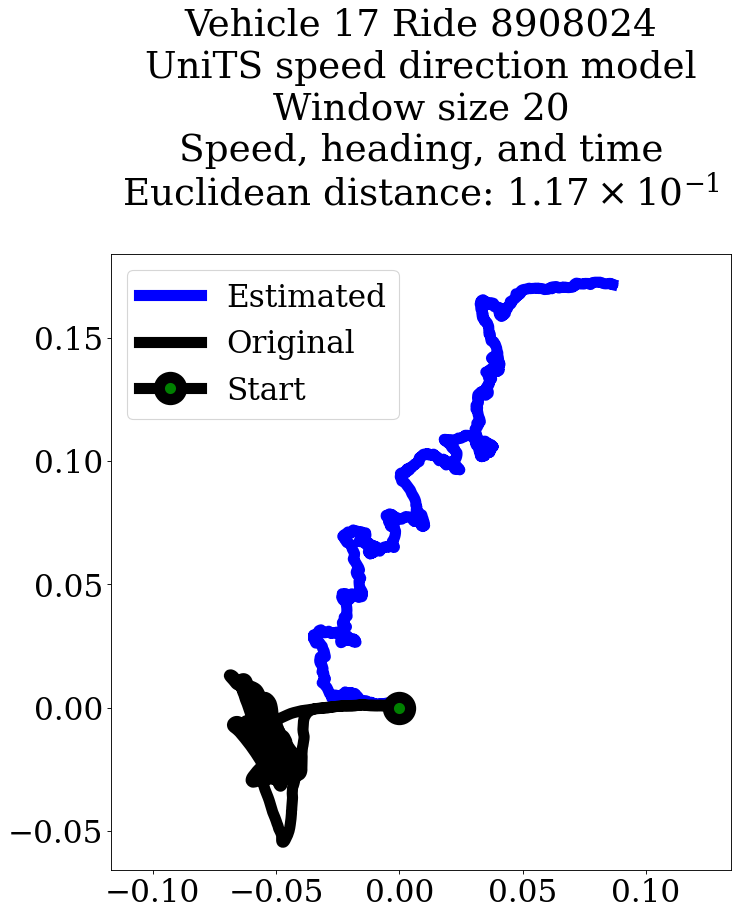 Vehicle 17 Ride 8908024
UniTS speed direction model
Window size 20
Speed, heading, and time
Euclidean distance: 1.17 × 10⁻¹
Estimated
Original
Start
0.15
0.10
0.05
0.00
−0.05
−0.10 −0.05 0.00 0.05 0.10